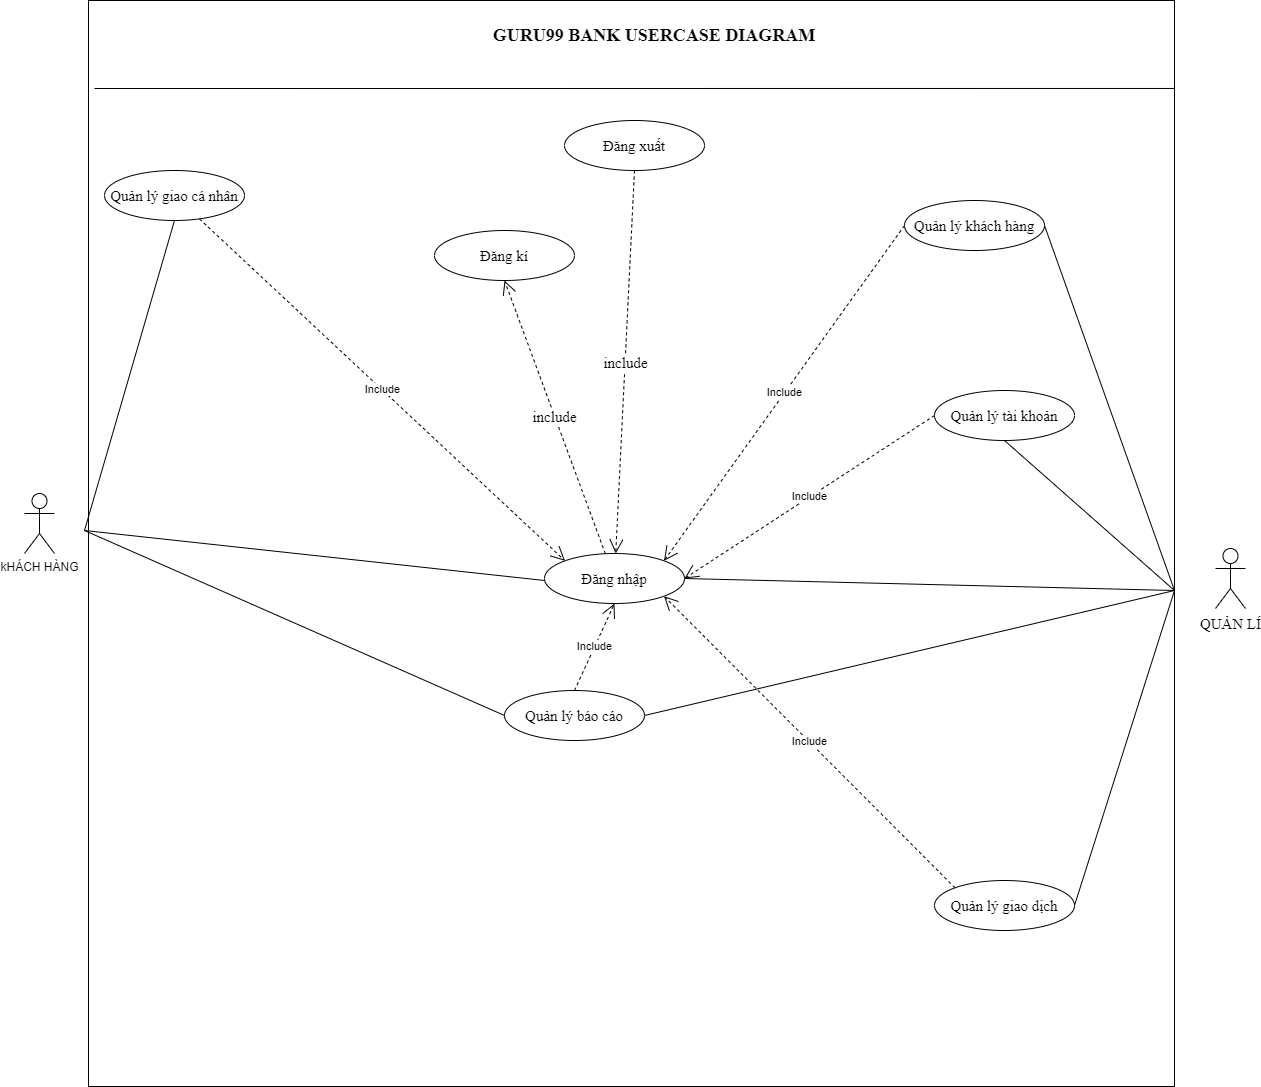 GURU99 BANK USERCASE DIAGRAM
Đăng xuất
Quản lý giao cá nhân
Quản lý khách hàng
Đăng kí
include
Include
Include
Quản lý tài khoản
include
Include
kHÁCH HÀNG
Đăng nhập
QUẢN LÍ
Include
Quản lý báo cáo
Include
Quản lý giao dịch